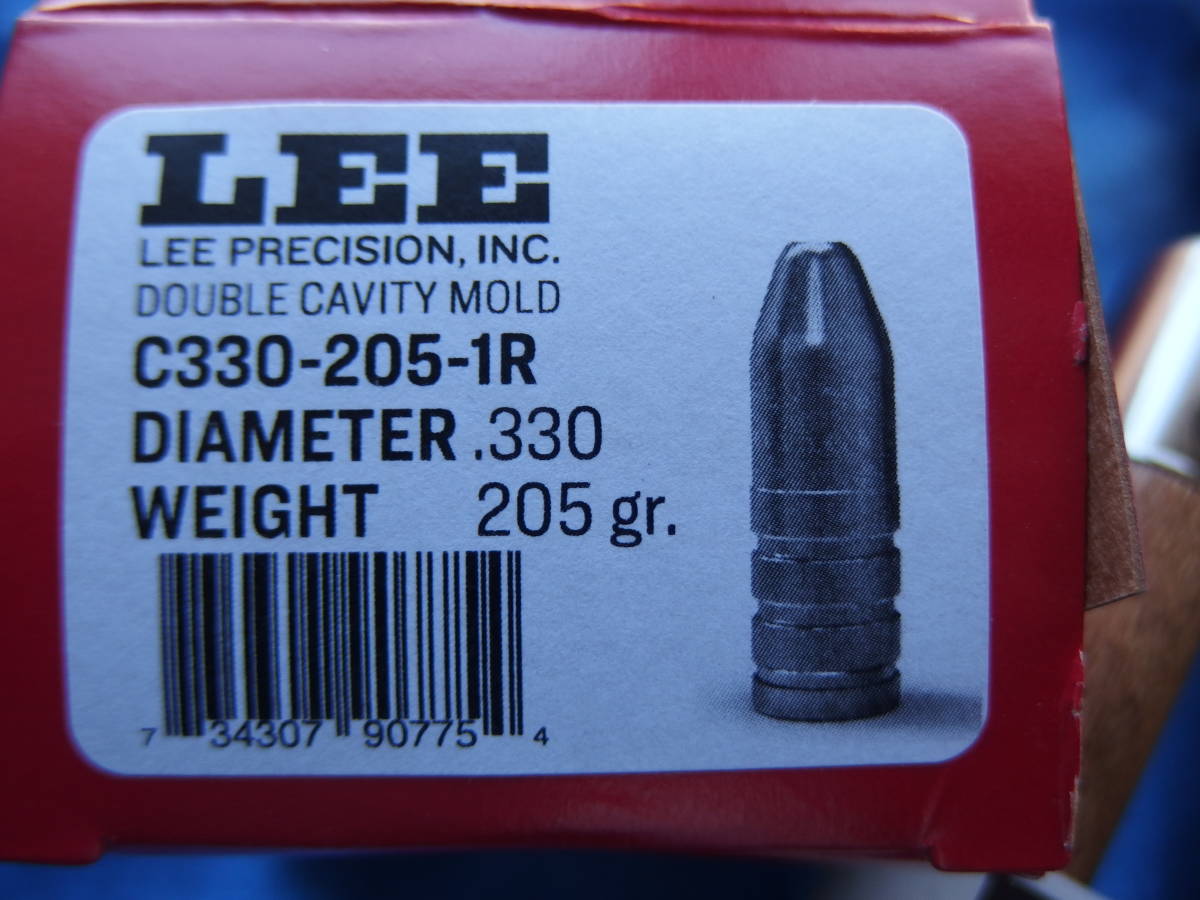 LEE
LEE PRECISION, INC.
DOUBLE CAVITY MOLD
C330-205-1R
DIAMETER .330
WEIGHT 205 gr.
7 34307 90775 4